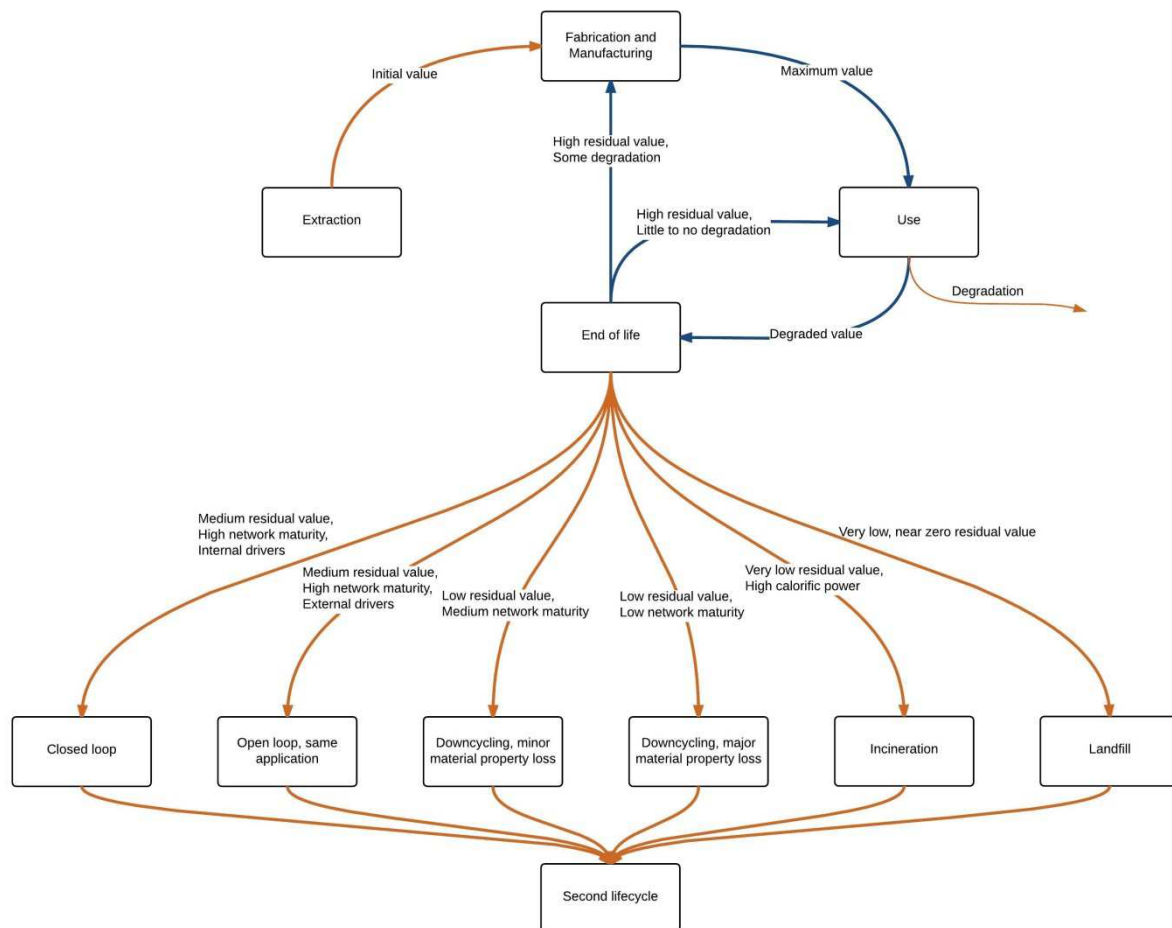 Fabrication and
Manufacturing
Initial value
Maximum value
High residual value,
Some degradation
Extraction
High residual value,
Little to no degradation
Use
Degradation
End of life
Degraded value
Medium residual value,
High network maturity,
Internal drivers
Very low, near zero residual value
Medium residual value,
High network maturity,
External drivers
Low residual value,
Medium network maturity
Low residual value,
Low network maturity
Very low residual value,
High calorific power
Closed loop
Open loop, same
application
Downcycling, minor
material property loss
Downcycling, major
material property loss
Incineration
Landfill
Second lifecycle